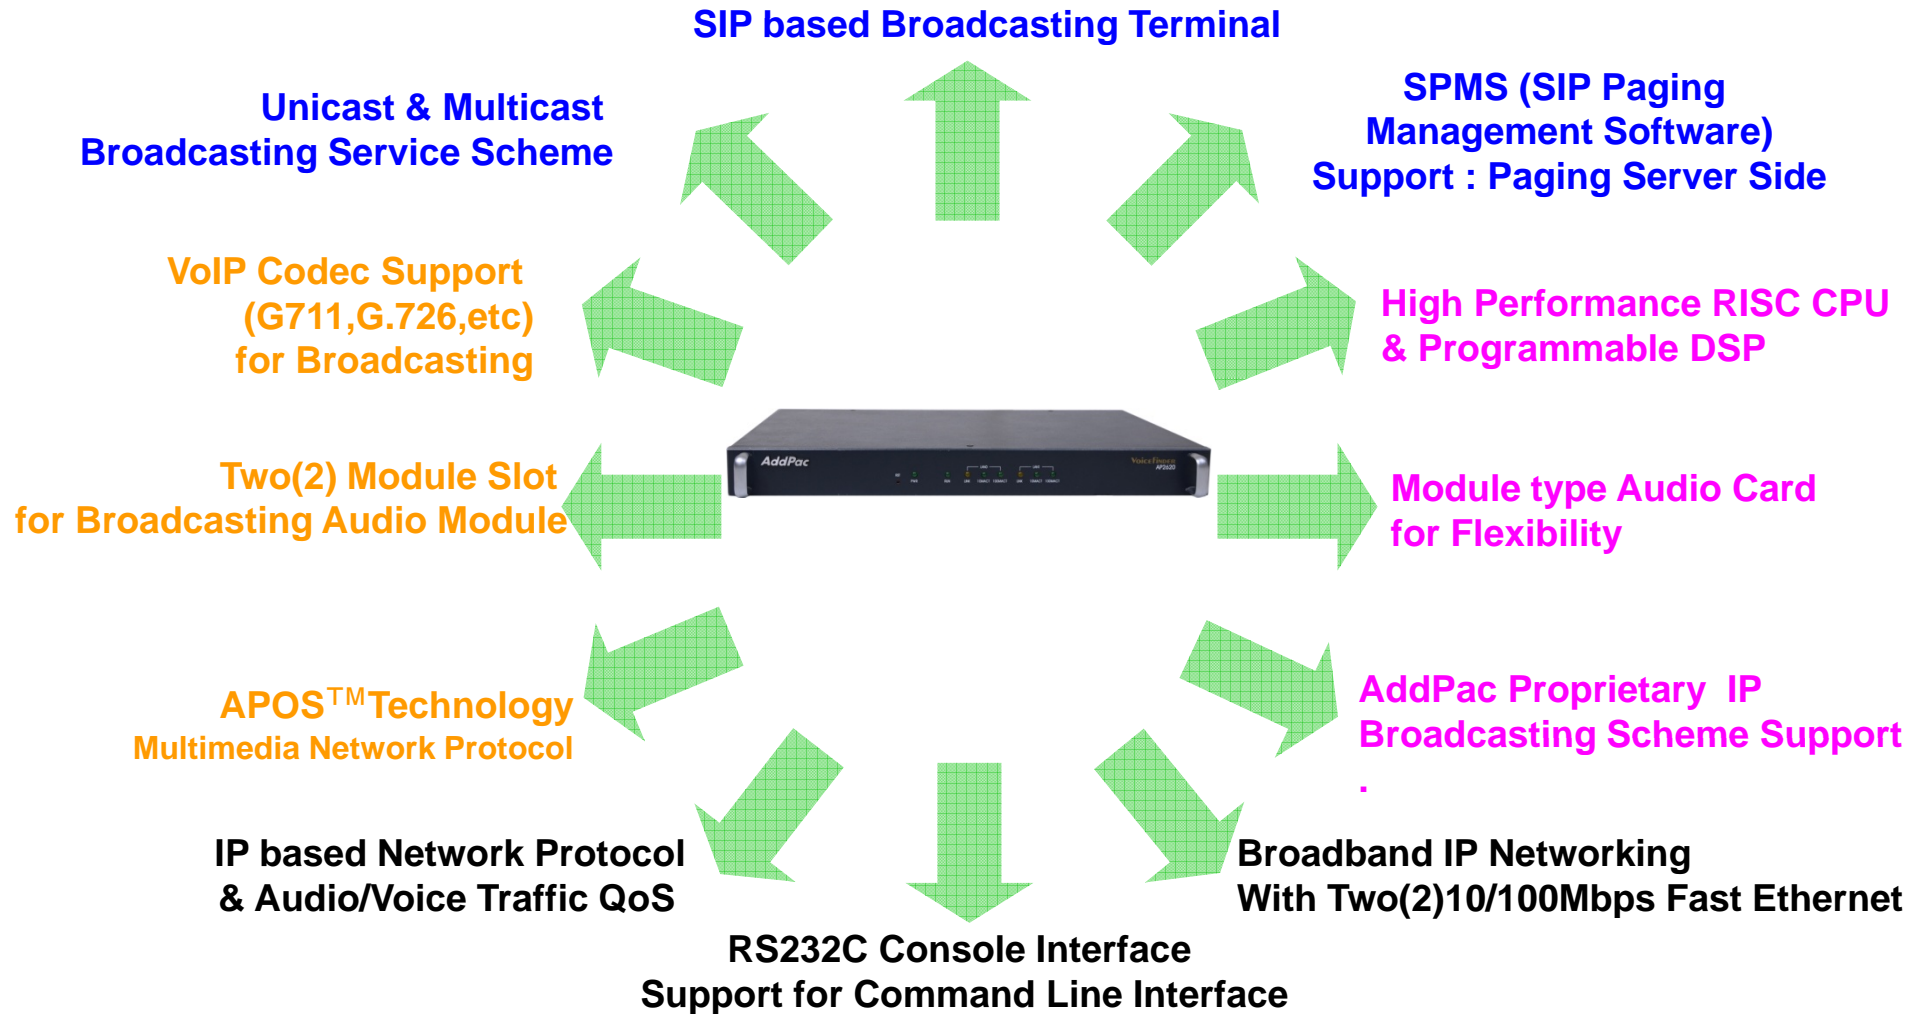 SIP based Broadcasting Terminal
Unicast & Multicast
Broadcasting Service Scheme
SPMS (SIP Paging
Management Software)
Support : Paging Server Side
VoIP Codec Support
(G711,G.726,etc)
for Broadcasting
High Performance RISC CPU
& Programmable DSP
AddPac
VoiceFinder
AP2620
Two(2) Module Slot
for Broadcasting Audio Module
Module type Audio Card
for Flexibility
APOS™Technology
Multimedia Network Protocol
AddPac Proprietary  IP
Broadcasting Scheme Support
.
IP based Network Protocol
& Audio/Voice Traffic QoS
Broadband IP Networking
With Two(2)10/100Mbps Fast Ethernet
RS232C Console Interface
Support for Command Line Interface